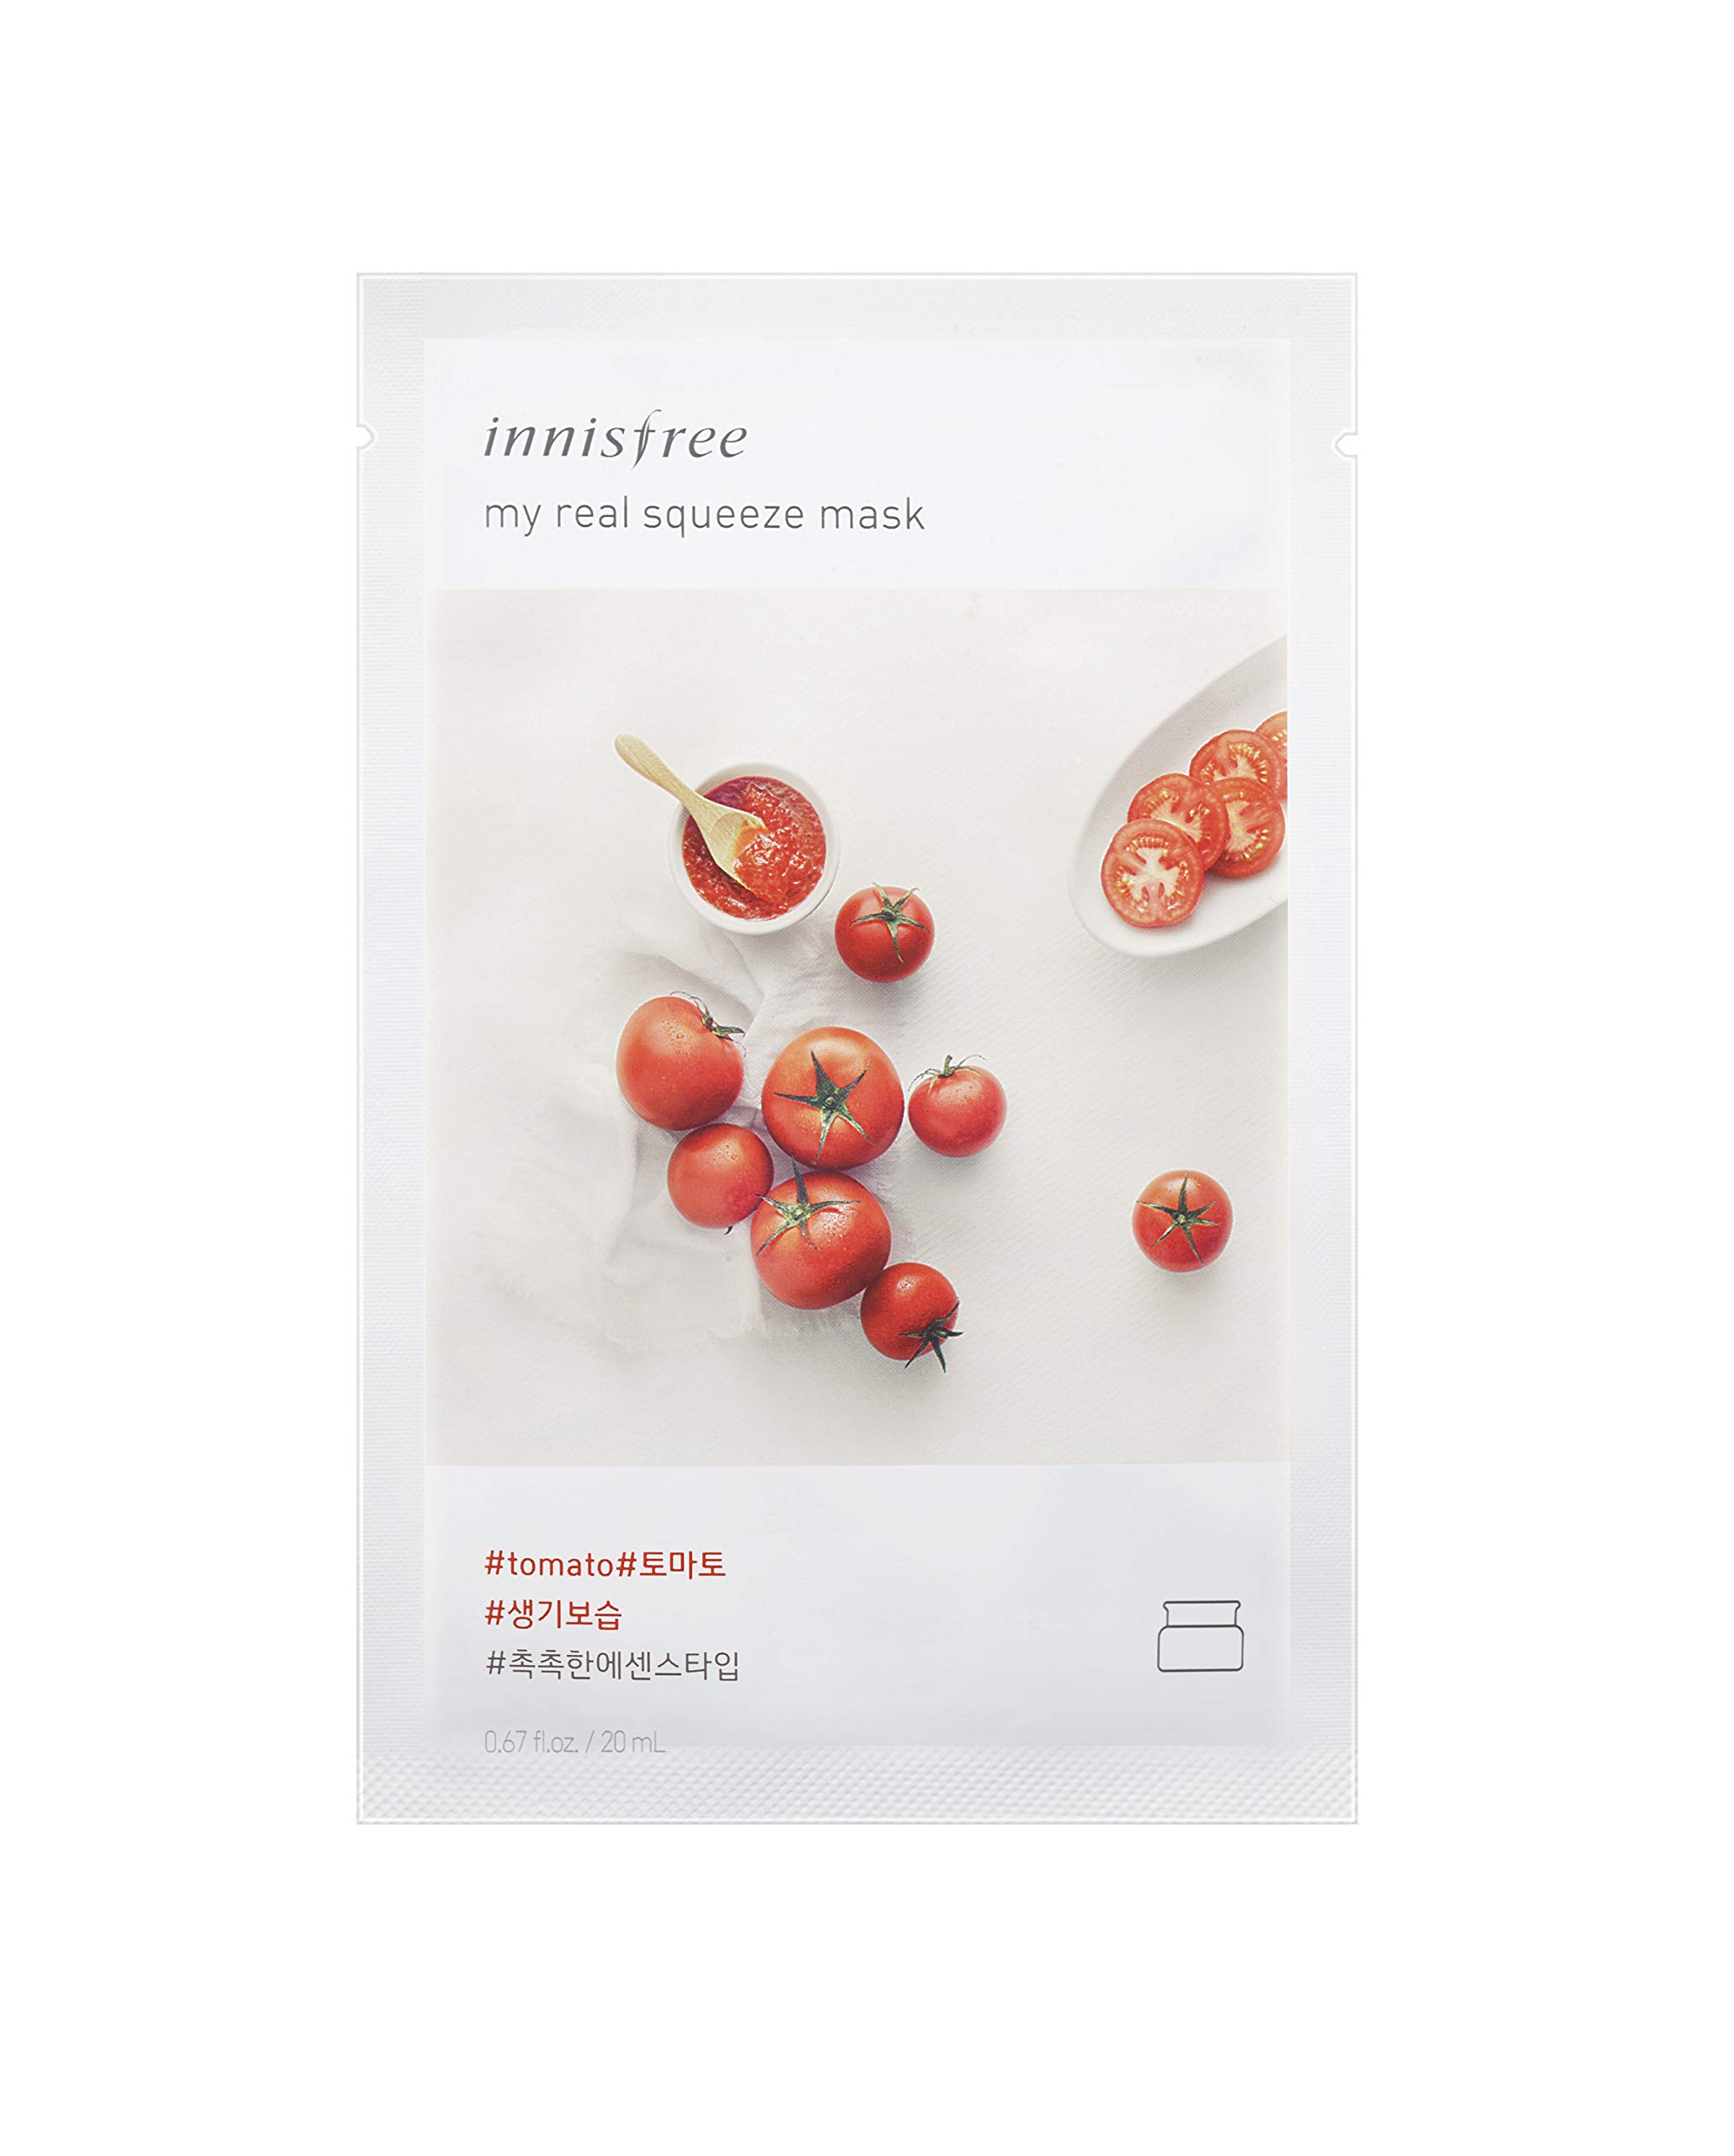 innisfree
my real squeeze mask
#tomato#토마토
#생기보습
#촉촉한에센스타입
0.67 fl.oz. / 20 mL